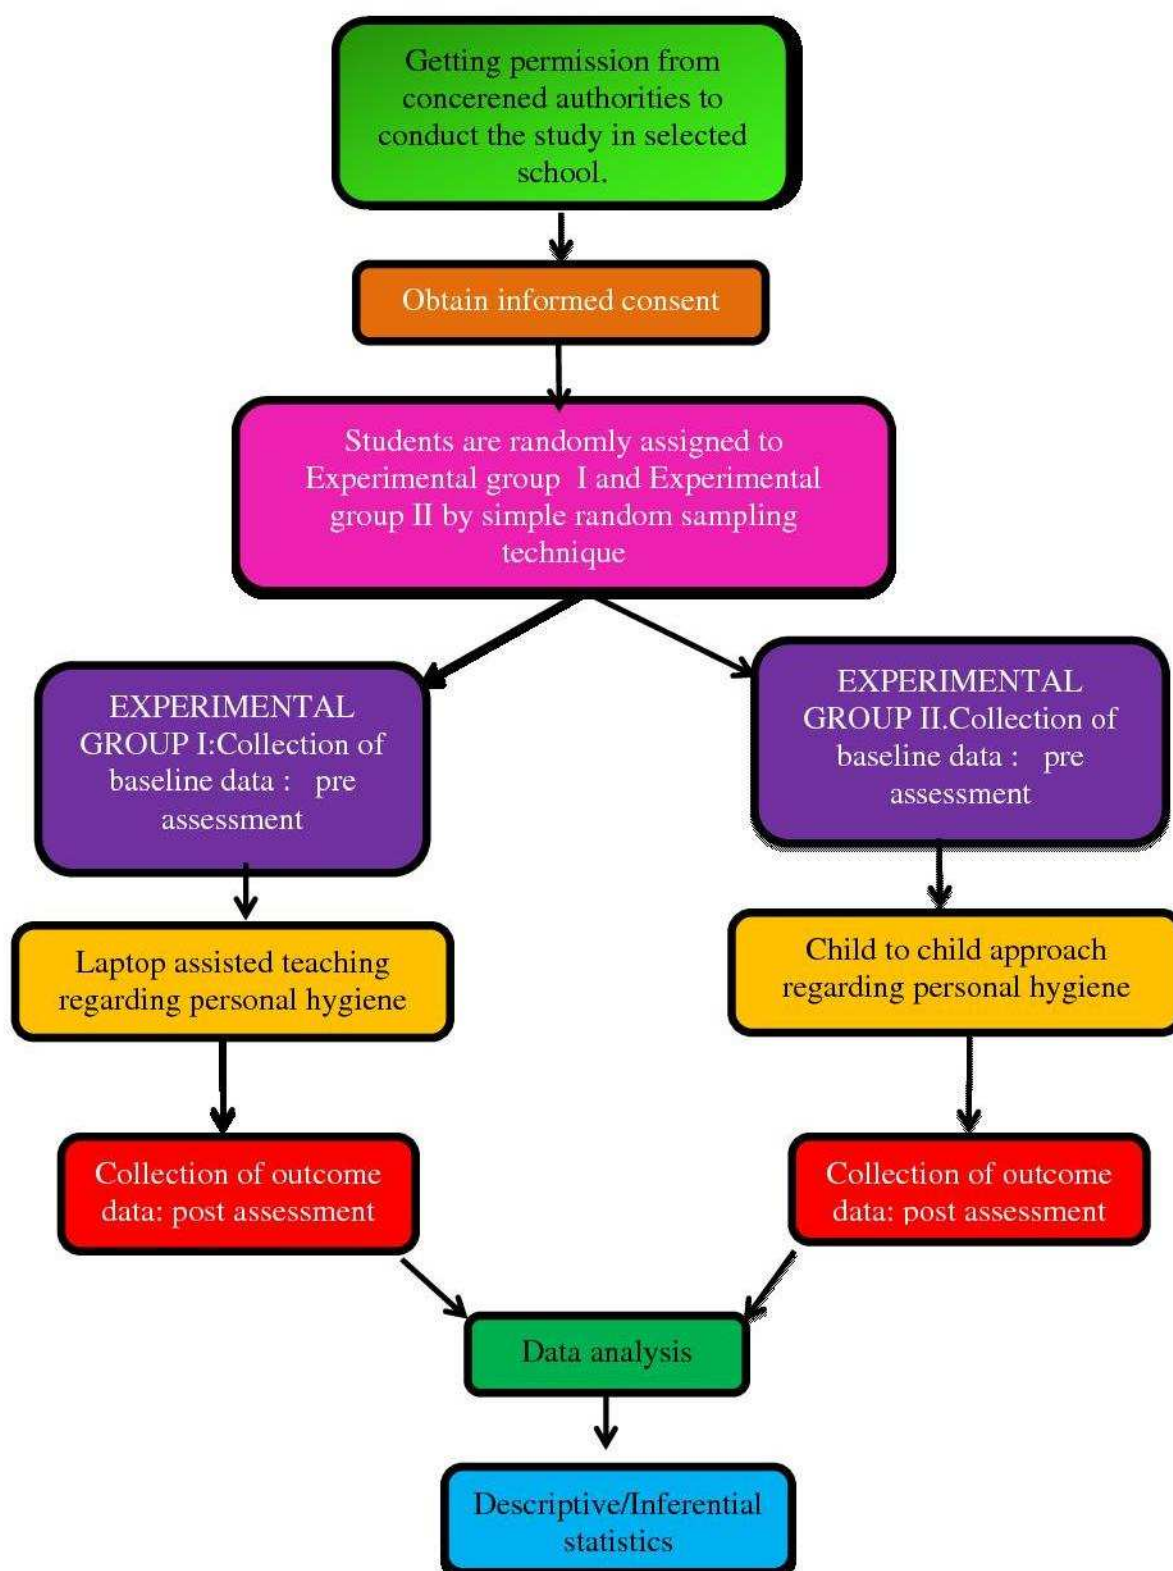 Getting permission from
concerened authorities to
conduct the study in selected
school.
Obtain informed consent
Students are randomly assigned to
Experimental group I and Experimental
group II by simple random sampling
technique
EXPERIMENTAL
GROUP I:Collection of
baseline data : pre
assessment
EXPERIMENTAL
GROUP II.Collection of
baseline data : pre
assessment
Laptop assisted teaching
regarding personal hygiene
Child to child approach
regarding personal hygiene
Collection of outcome
data: post assessment
Collection of outcome
data: post assessment
Data analysis
Descriptive/Inferential
statistics